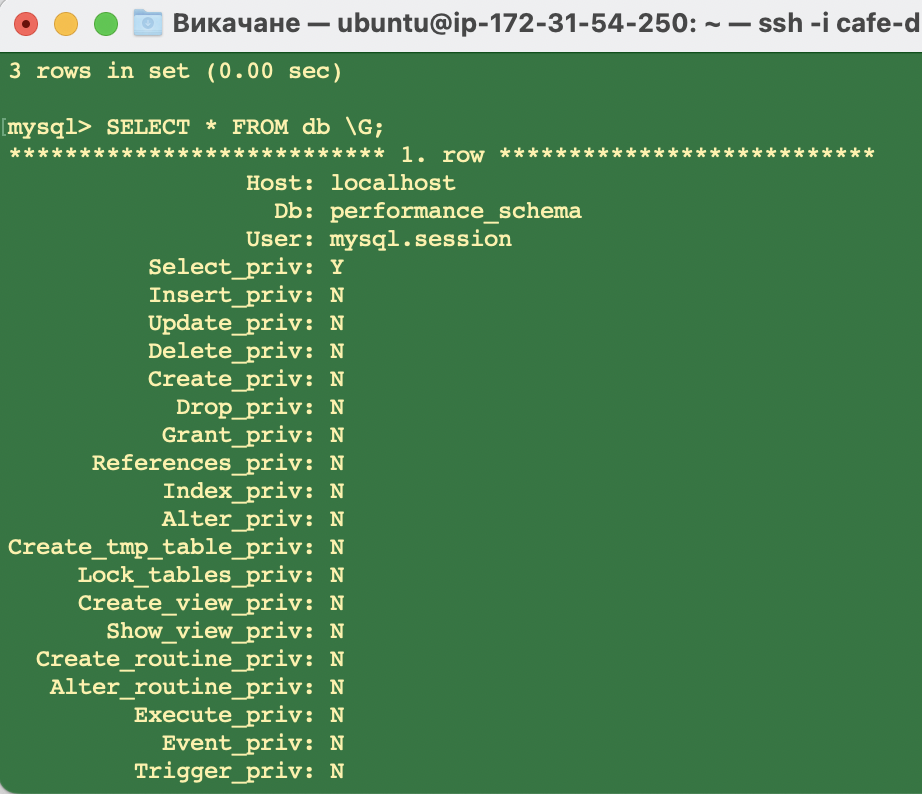 Викачане — ubuntu@ip-172-31-54-250: ~ — ssh -i cafe-d
3 rows in set (0.00 sec)
[mysql> SELECT * FROM db \G;
*************************** 1. row ***************************
Host: localhost
Db: performance_schema
User: mysql.session
Select_priv: Y
Insert_priv: N
Update_priv: N
Delete_priv: N
Create_priv: N
Drop_priv: N
Grant_priv: N
References_priv: N
Index_priv: N
Alter_priv: N
Create_tmp_table_priv: N
Lock_tables_priv: N
Create_view_priv: N
Show_view_priv: N
Create_routine_priv: N
Alter_routine_priv: N
Execute_priv: N
Event_priv: N
Trigger_priv: N